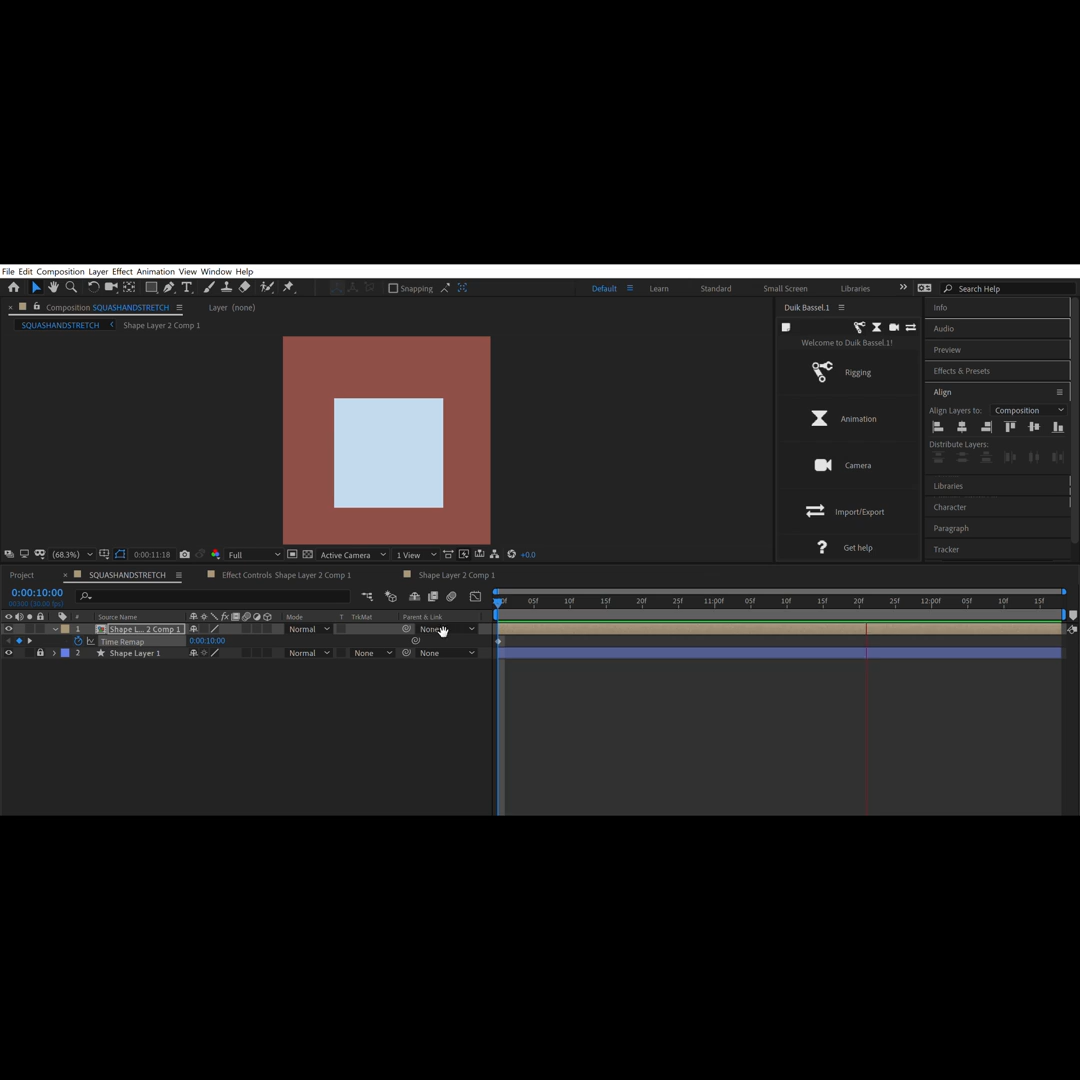 File Edit Composition Layer Effect Animation View Window Help
Snapping Default Learn Standard Small Screen Libraries Search Help
Composition SQUASHANDSTRETCH Layer (none)
SQUASHANDSTRETCH Shape Layer 2 Comp 1
Duik Bassel.1
Welcome to Duik Bassel.1!
Rigging
Animation
Camera
Import/Export
Get help
Info
Audio
Preview
Effects & Presets
Align
Align Layers to: Composition
Distribute Layers:
Libraries
Character
Paragraph
Tracker
(68.3%) 0:00:11:18 Full Active Camera 1 View +0.0
Project SQUASHANDSTRETCH Effect Controls Shape Layer 2 Comp 1 Shape Layer 2 Comp 1
0:00:10:00
00300 (30.00 fps)
# Source Name Mode T TrkMat Parent & Link
1 Shape L... 2 Comp 1 Normal
Time Remap 0:00:10:00
2 Shape Layer 1 Normal None None
05f 10f 15f 20f 25f 11:00f 05f 10f 15f 20f 25f 12:00f 05f 10f 15f